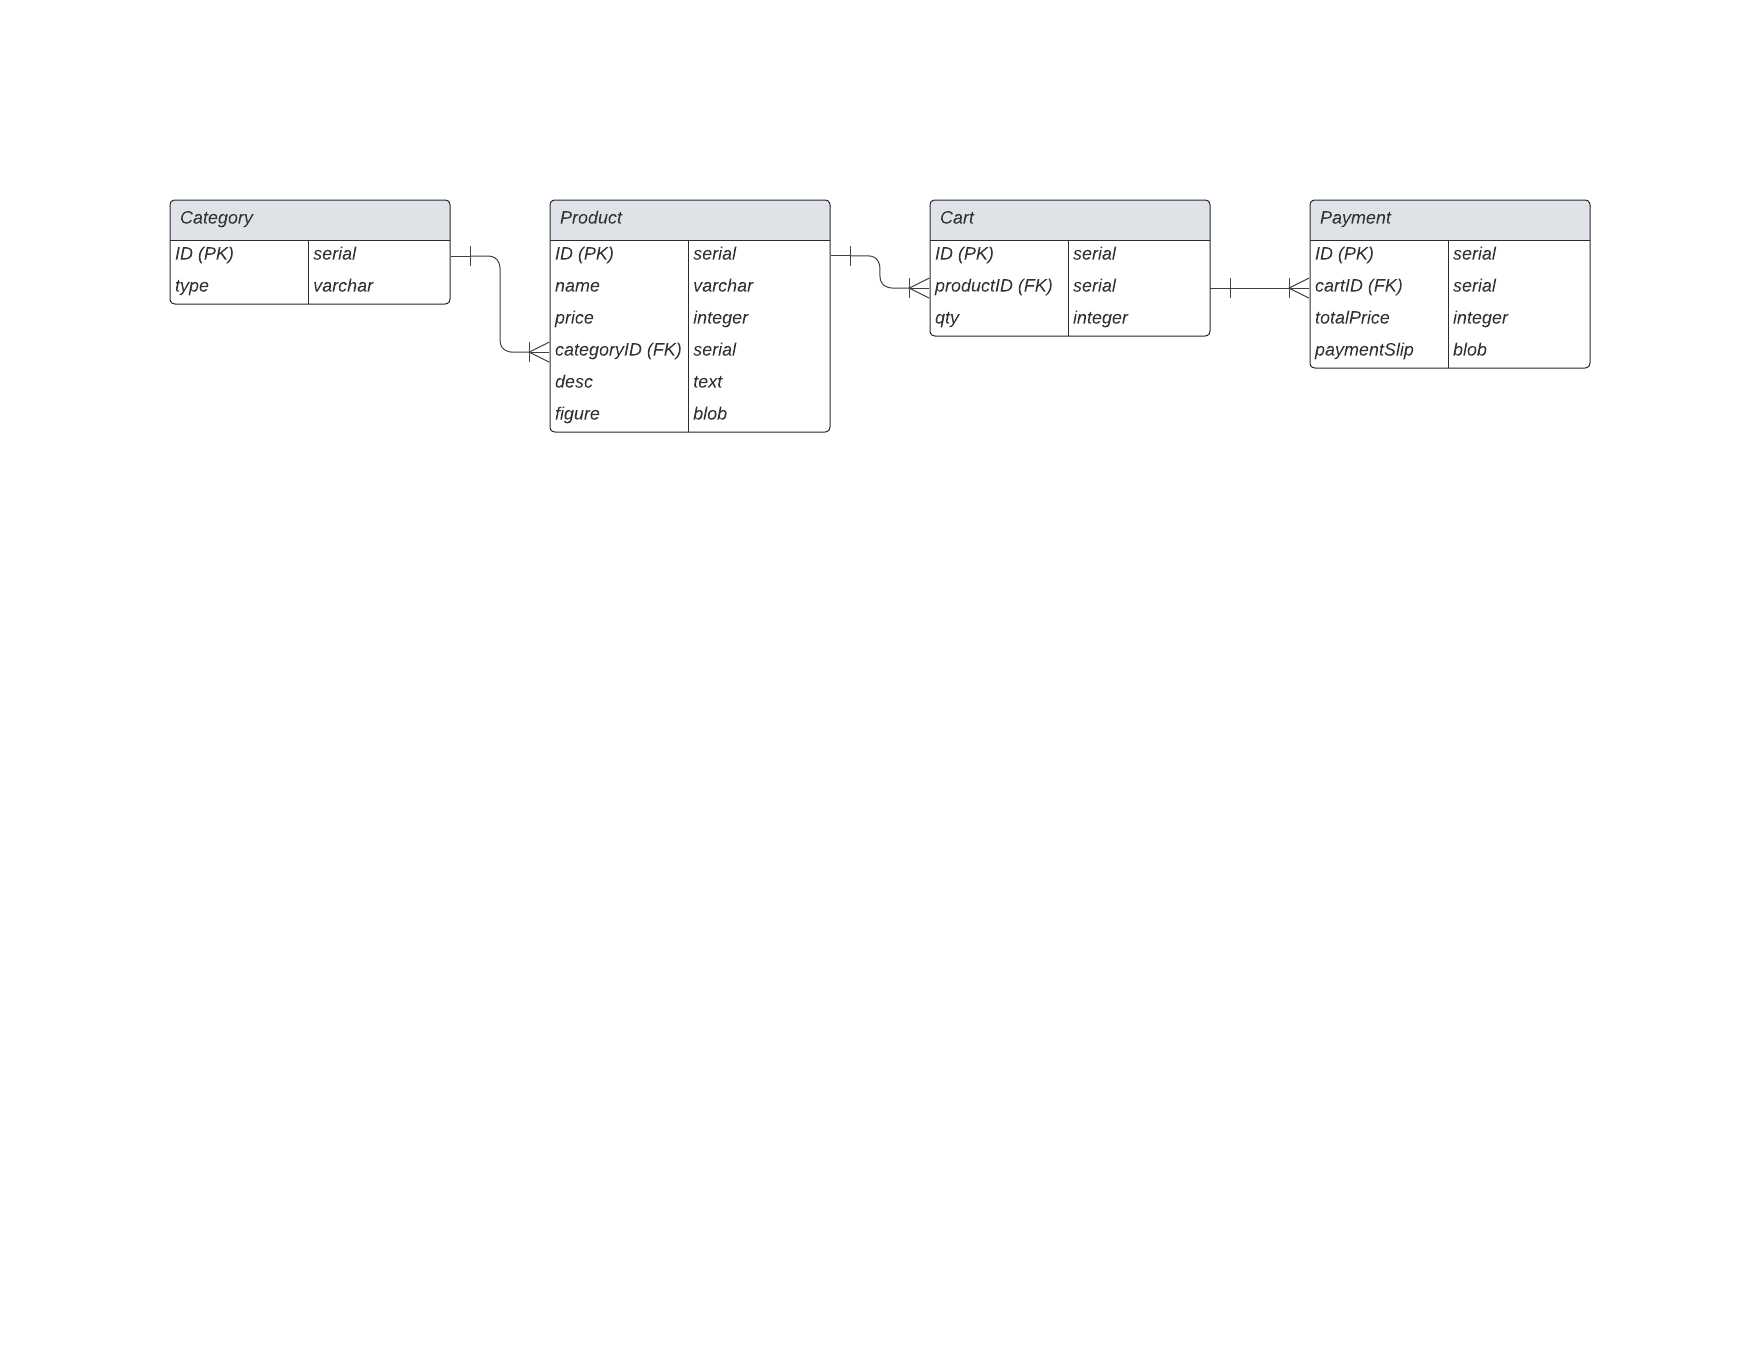 Category
ID (PK) serial
type varchar
Product
ID (PK) serial
name varchar
price integer
categoryID (FK) serial
desc text
figure blob
Cart
ID (PK) serial
productID (FK) serial
qty integer
Payment
ID (PK) serial
cartID (FK) serial
totalPrice integer
paymentSlip blob